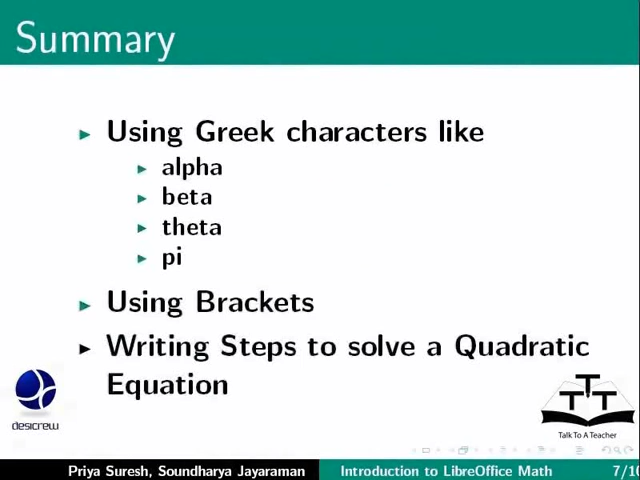 Summary
Using Greek characters like
alpha
beta
theta
pi
Using Brackets
Writing Steps to solve a Quadratic
Equation
desicrew
TTT
Talk To A Teacher
Priya Suresh, Soundharya Jayaraman
Introduction to LibreOffice Math
7/10